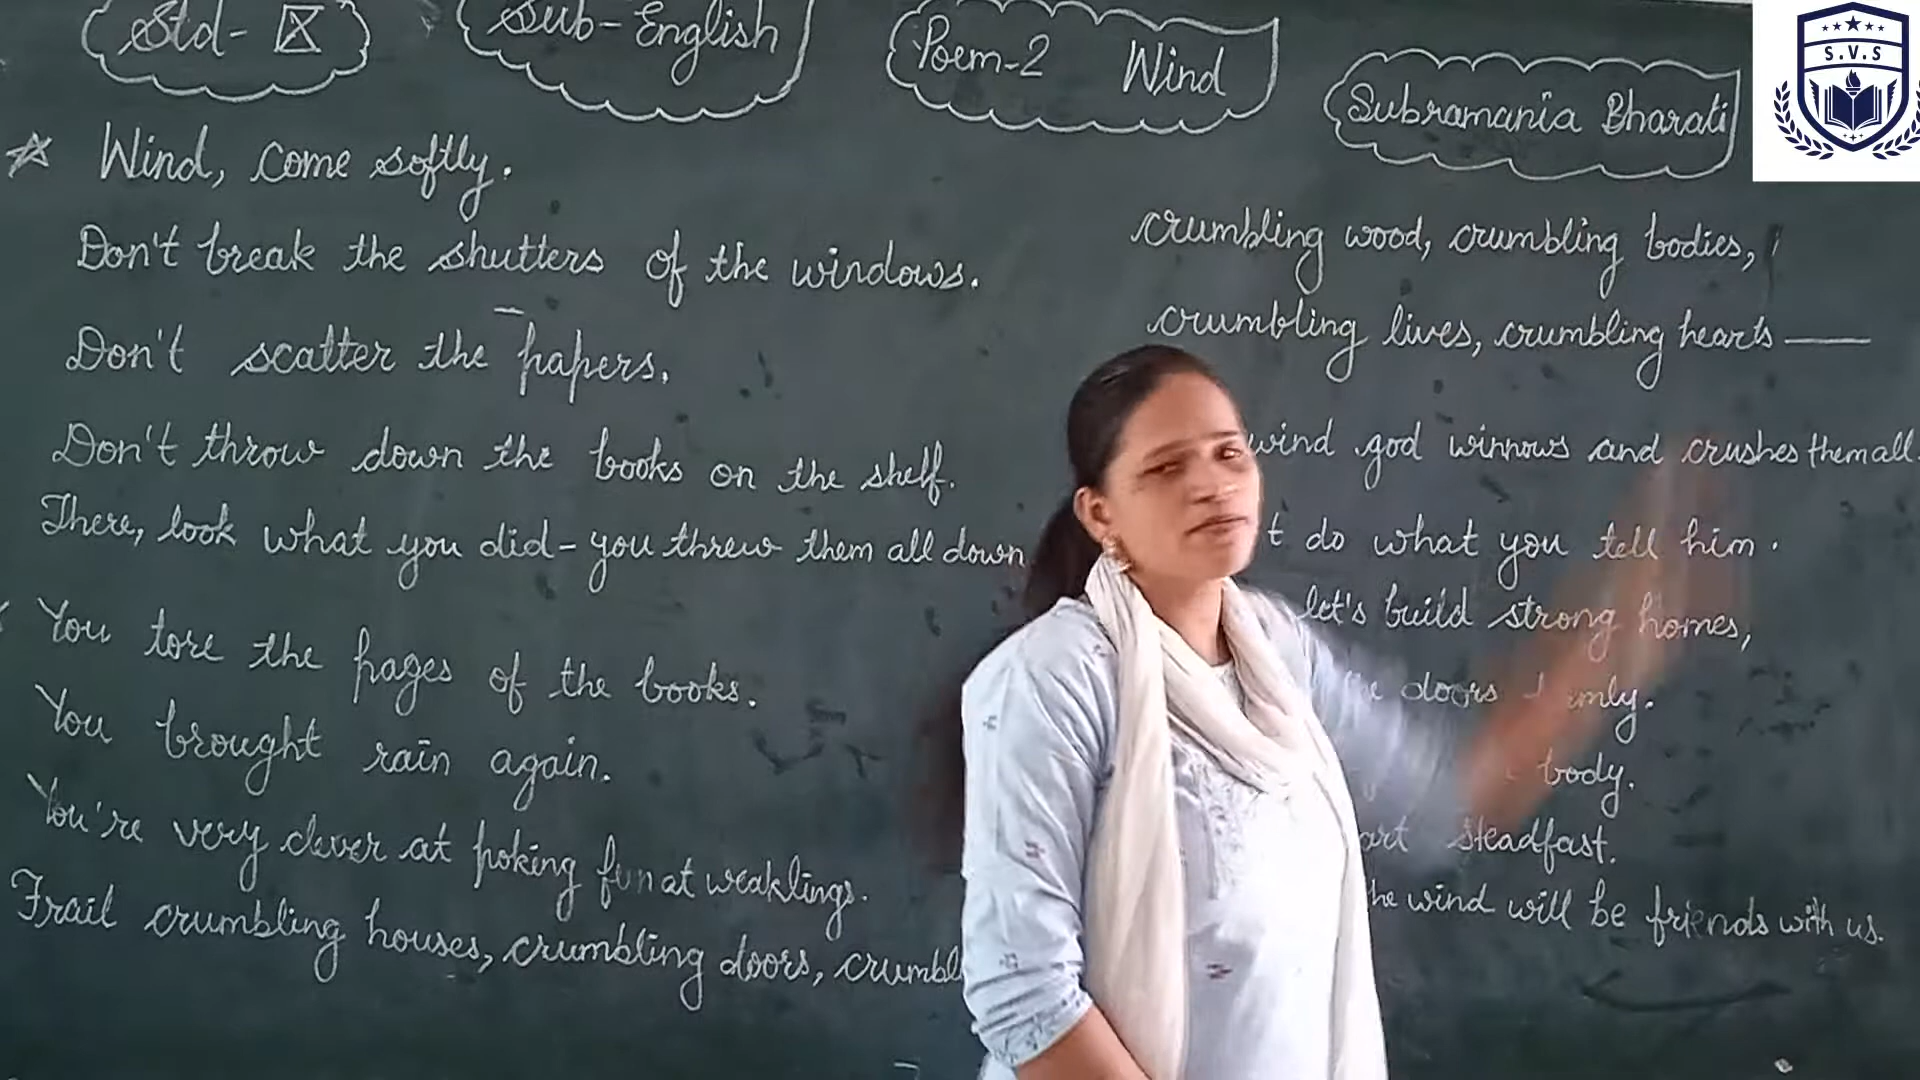 Std- IX
Sub-English
Poem-2 Wind
Subramania Bharati
S.V.S
Wind, come softly.
Don't break the shutters of the windows.
Don't scatter the papers.
Don't throw down the books on the shelf.
There, look what you did- you threw them all down
You tore the pages of the books.
You brought rain again.
You're very clever at poking fun at weaklings.
Frail crumbling houses, crumbling doors, crumbl
crumbling wood, crumbling bodies,
crumbling lives, crumbling hearts —
wind god winnows and crushes them all.
t do what you tell him.
let's build strong homes,
doors
body.
steadfast.
he wind will be friends with us.